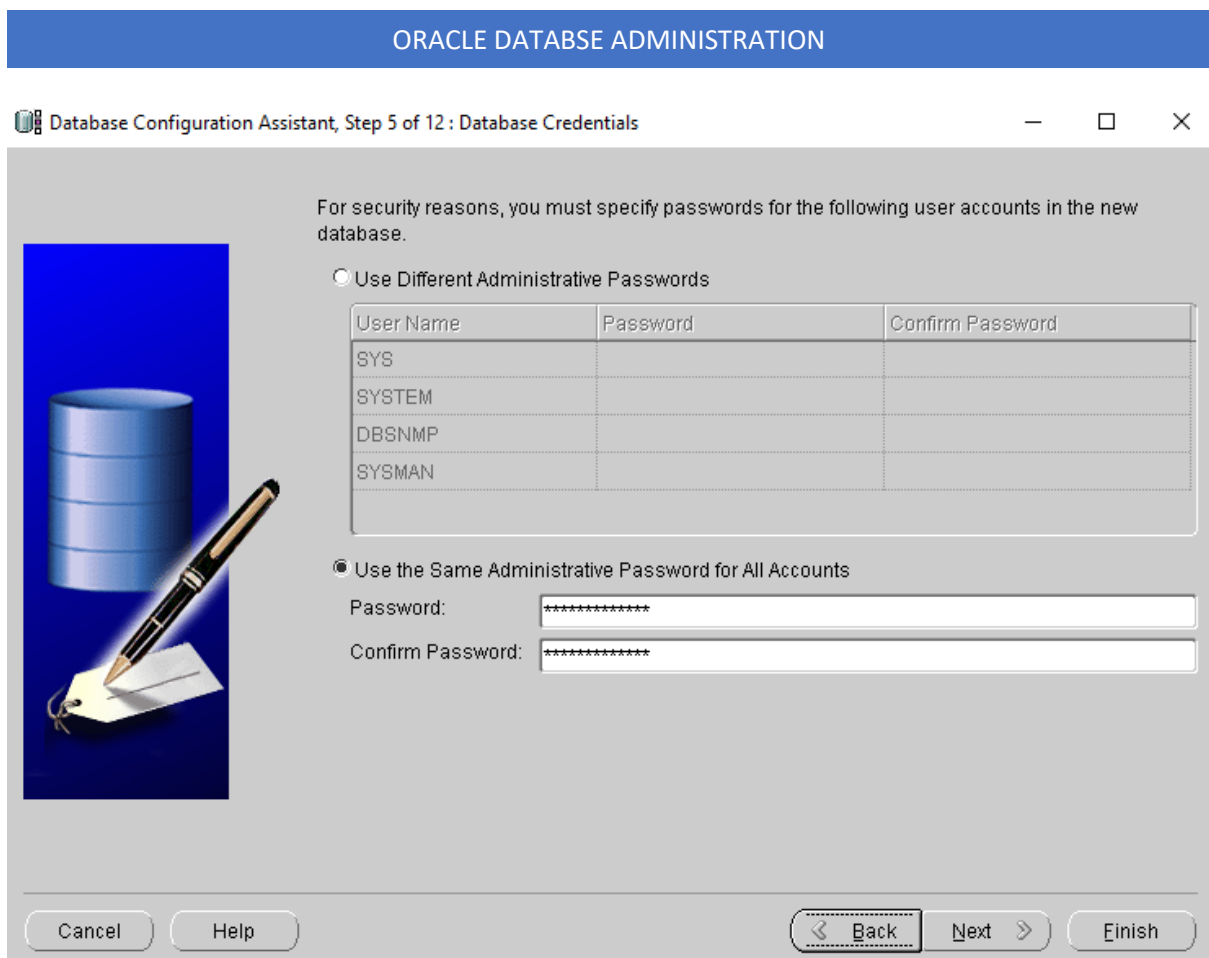 ORACLE DATABSE ADMINISTRATION
Database Configuration Assistant, Step 5 of 12 : Database Credentials
For security reasons, you must specify passwords for the following user accounts in the new
database.
Use Different Administrative Passwords
User Name Password Confirm Password
SYS
SYSTEM
DBSNMP
SYSMAN
Use the Same Administrative Password for All Accounts
Password: *************
Confirm Password: *************
Cancel Help Back Next Finish